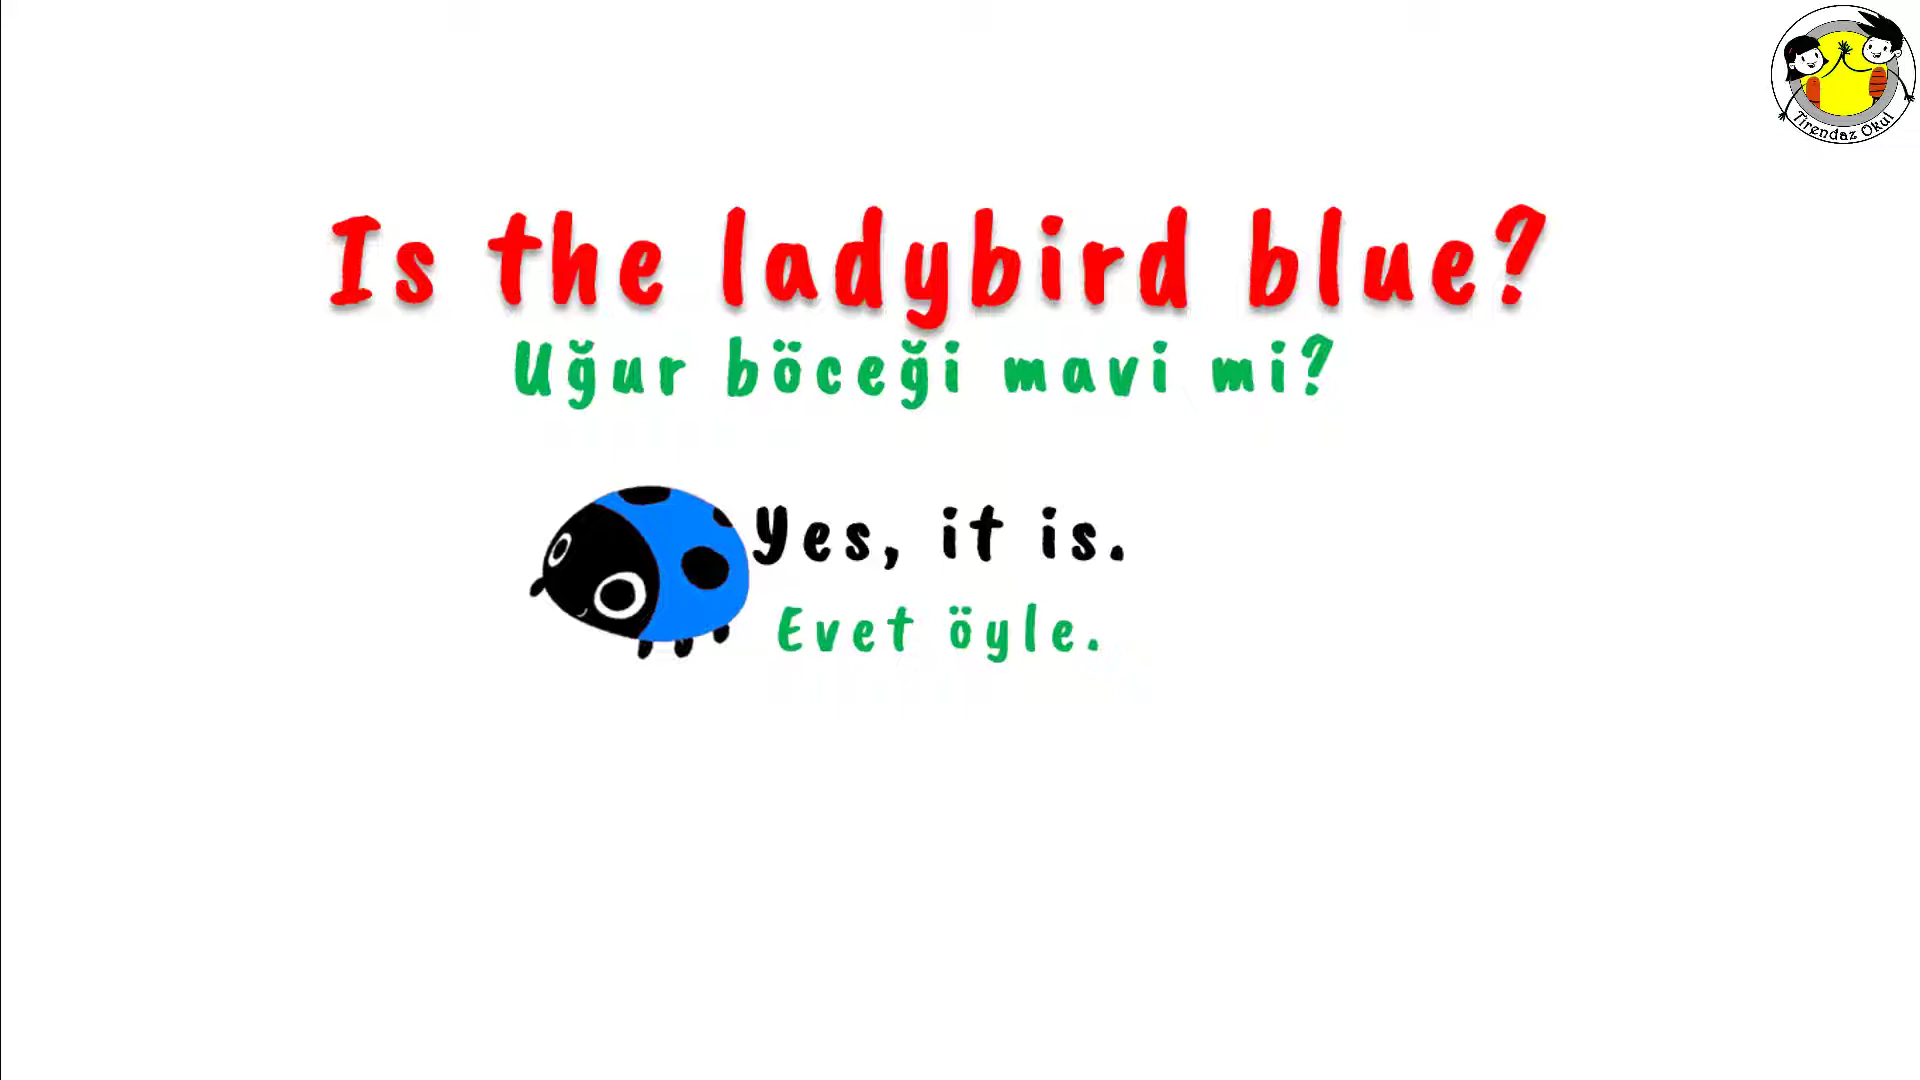 Tirendaz Okul
Is the ladybird blue?
Uğur böceği mavi mi?
Yes, it is.
Evet öyle.